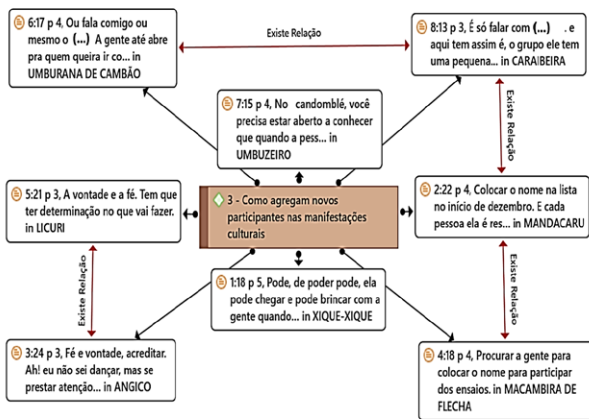 6:17 p 4, Ou fala comigo ou
mesmo o (...) A gente até abre
pra quem queira ir co... in
UMBURANA DE CAMBÃO
Existe Relação
8:13 p 3, É só falar com (...) . e
aqui tem assim é, o grupo ele tem
uma pequena... in CARAIBEIRA
7:15 p 4, No candomblé, você
precisa estar aberto a conhecer
que quando a pess... in
UMBUZEIRO
Existe Relação
5:21 p 3, A vontade e a fé. Tem que
ter determinação no que vai fazer.
in LICURI
3 - Como agregam novos
participantes nas manifestações
culturais
2:22 p 4, Colocar o nome na lista
no início de dezembro. E cada
pessoa ela é res... in MANDACARU
Existe Relação
1:18 p 5, Pode, de poder pode, ela
pode chegar e pode brincar com a
gente quando... in XIQUE-XIQUE
Existe Relação
3:24 p 3, Fé e vontade, acreditar.
Ah! eu não sei dançar, mas se
prestar atenção... in ANGICO
4:18 p 4, Procurar a gente para
colocar o nome para participar
dos ensaios. in MACAMBIRA DE
FLECHA